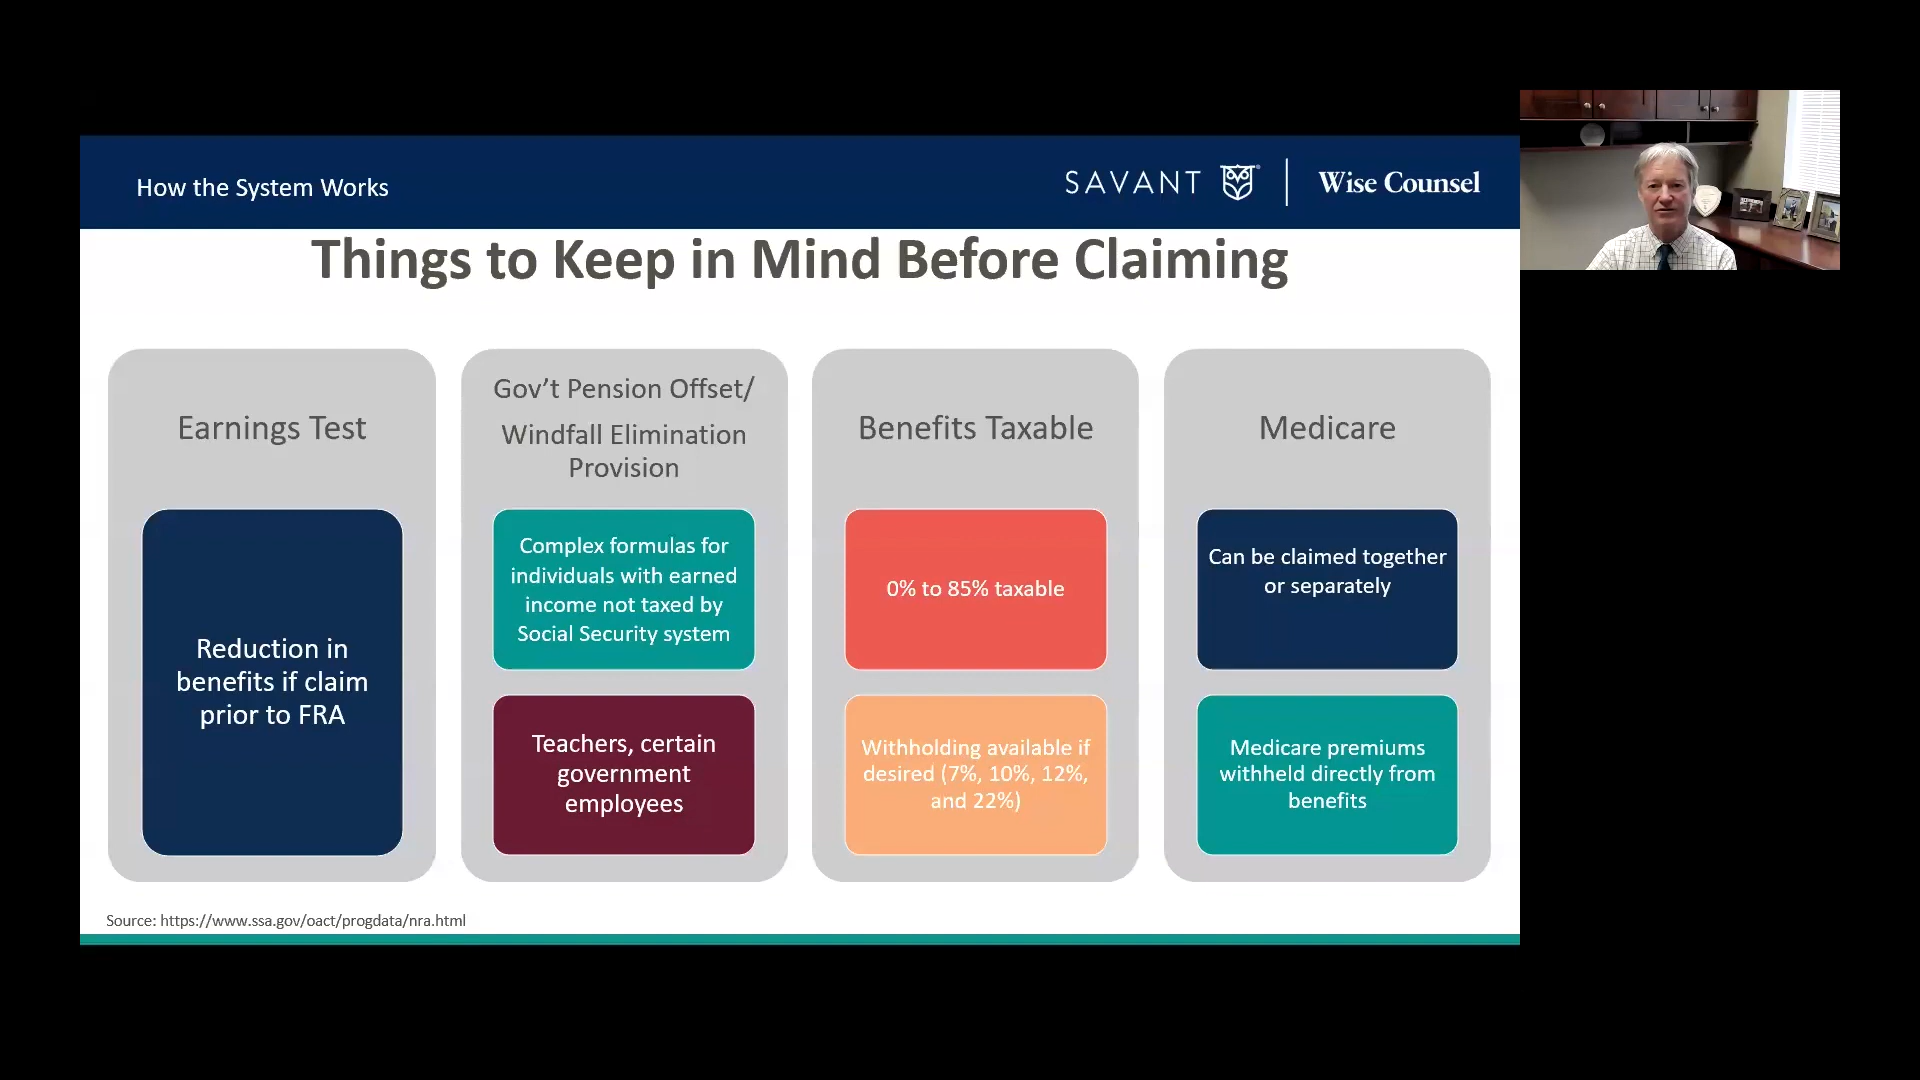 How the System Works
SAVANT
Wise Counsel
Things to Keep in Mind Before Claiming
Earnings Test
Reduction in
benefits if claim
prior to FRA
Gov’t Pension Offset/
Windfall Elimination
Provision
Complex formulas for
individuals with earned
income not taxed by
Social Security system
Teachers, certain
government
employees
Benefits Taxable
0% to 85% taxable
Withholding available if
desired (7%, 10%, 12%,
and 22%)
Medicare
Can be claimed together
or separately
Medicare premiums
withheld directly from
benefits
Source: https://www.ssa.gov/oact/progdata/nra.html